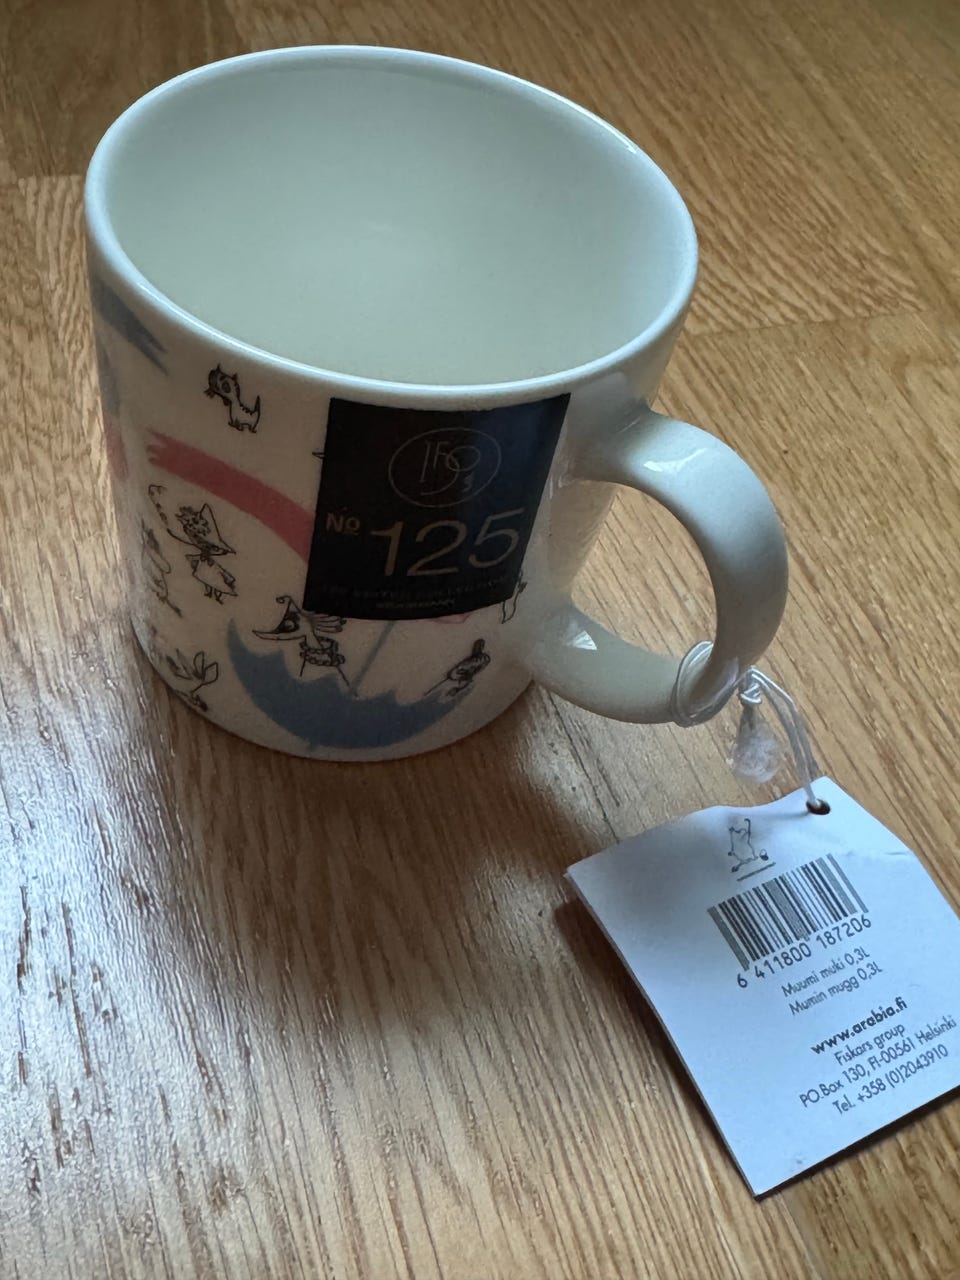 No
125
6 411800 187206
Muumi muki 0,3L
Mumin mugg 0,3L
www.arabia.fi
Fiskars group
P.O.Box 130, FI-00561 Helsinki
Tel. +358 (0)2043910